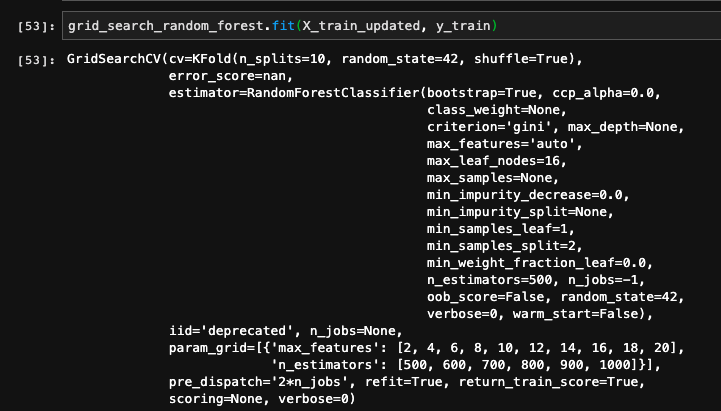 [53]: grid_search_random_forest.fit(X_train_updated, y_train)
[53]: GridSearchCV(cv=KFold(n_splits=10, random_state=42, shuffle=True),
error_score=nan,
estimator=RandomForestClassifier(bootstrap=True, ccp_alpha=0.0,
class_weight=None,
criterion='gini', max_depth=None,
max_features='auto',
max_leaf_nodes=16,
max_samples=None,
min_impurity_decrease=0.0,
min_impurity_split=None,
min_samples_leaf=1,
min_samples_split=2,
min_weight_fraction_leaf=0.0,
n_estimators=500, n_jobs=-1,
oob_score=False, random_state=42,
verbose=0, warm_start=False),
iid='deprecated', n_jobs=None,
param_grid=[{'max_features': [2, 4, 6, 8, 10, 12, 14, 16, 18, 20],
'n_estimators': [500, 600, 700, 800, 900, 1000]}],
pre_dispatch='2*n_jobs', refit=True, return_train_score=True,
scoring=None, verbose=0)